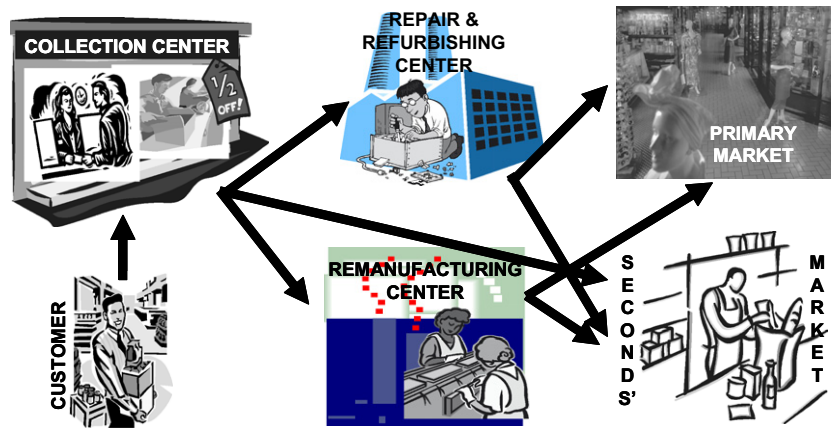 COLLECTION CENTER
1/2
OFF!
REPAIR &
REFURBISHING
CENTER
PRIMARY
MARKET
CUSTOMER
REMANUFACTURING
CENTER
SECONDS'
MARKET